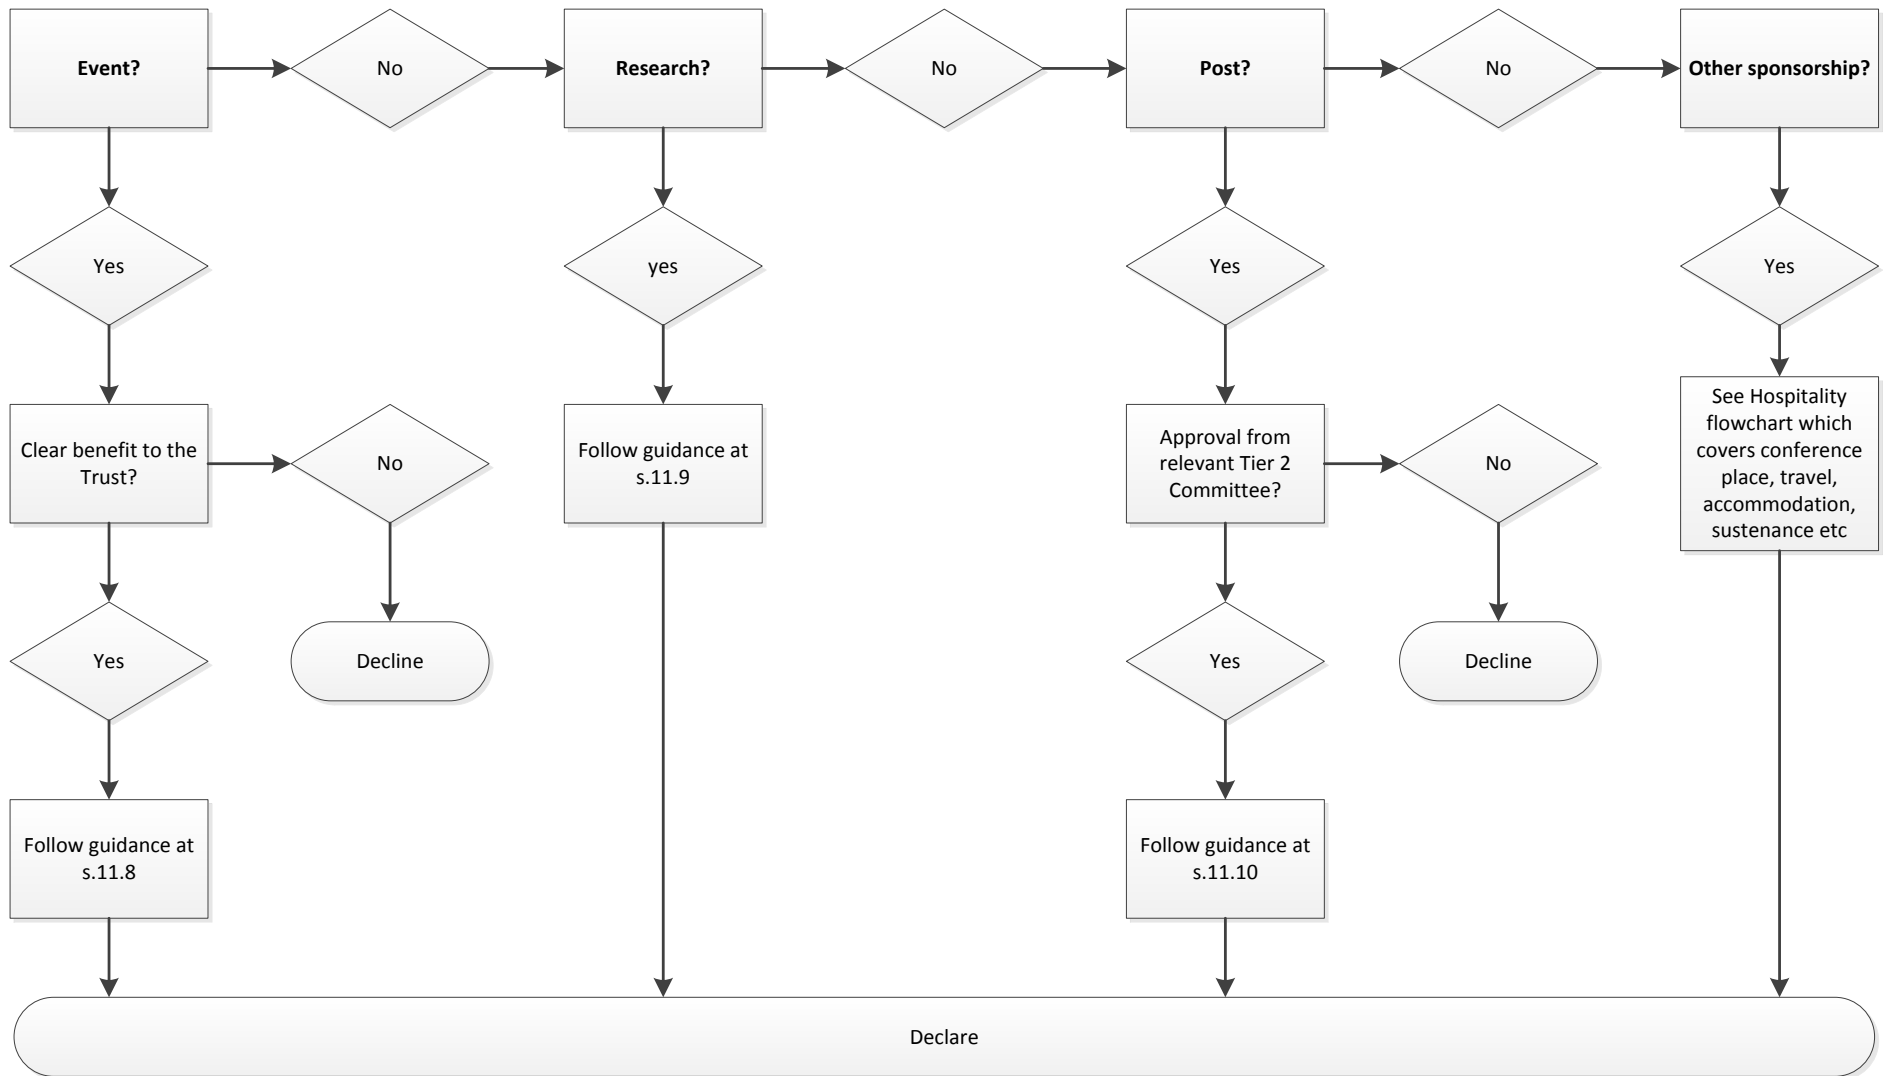 Event?
No
Research?
No
Post?
No
Other sponsorship?
Yes
yes
Yes
Yes
Clear benefit to the
Trust?
No
Follow guidance at
s.11.9
Approval from
relevant Tier 2
Committee?
No
See Hospitality
flowchart which
covers conference
place, travel,
accommodation,
sustenance etc
Yes
Decline
Yes
Decline
Follow guidance at
s.11.8
Follow guidance at
s.11.10
Declare